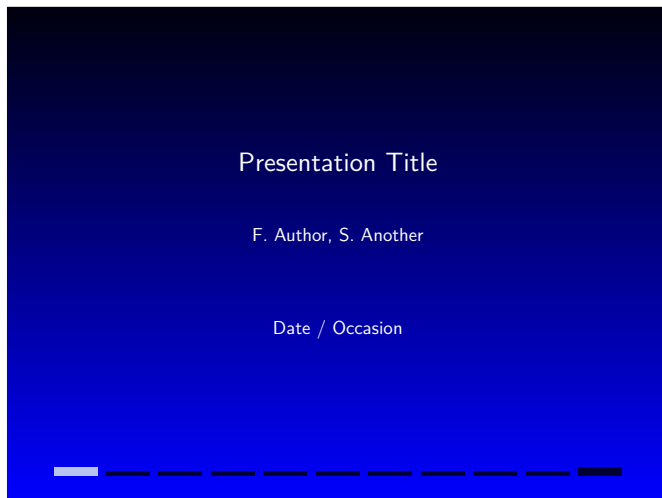 Presentation Title
F. Author, S. Another
Date / Occasion